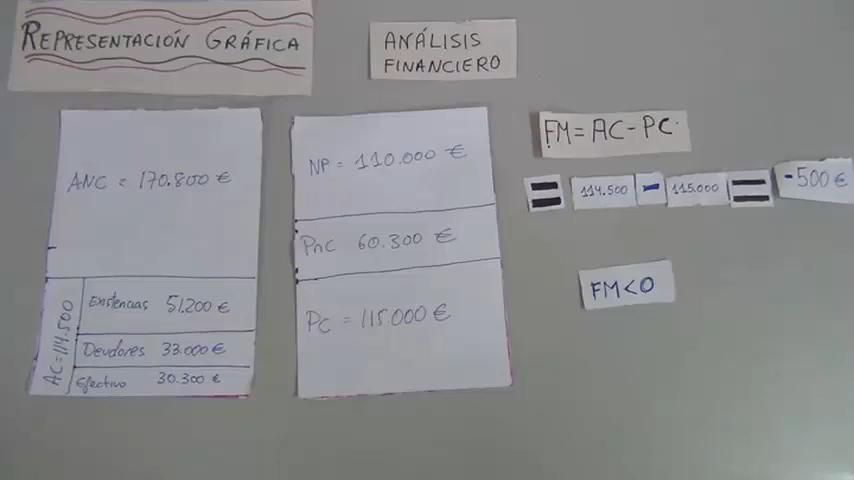 REPRESENTACIÓN GRÁFICA
ANÁLISIS
FINANCIERO
ANC = 170.800 €
AC = 114.500
Existencias 51.200 €
Deudores 33.000 €
Efectivo 30.300 €
NP = 110.000 €
PnC 60.300 €
PC = 115.000 €
FM = AC - PC
= 114.500 - 115.000 = -500 €
FM < 0